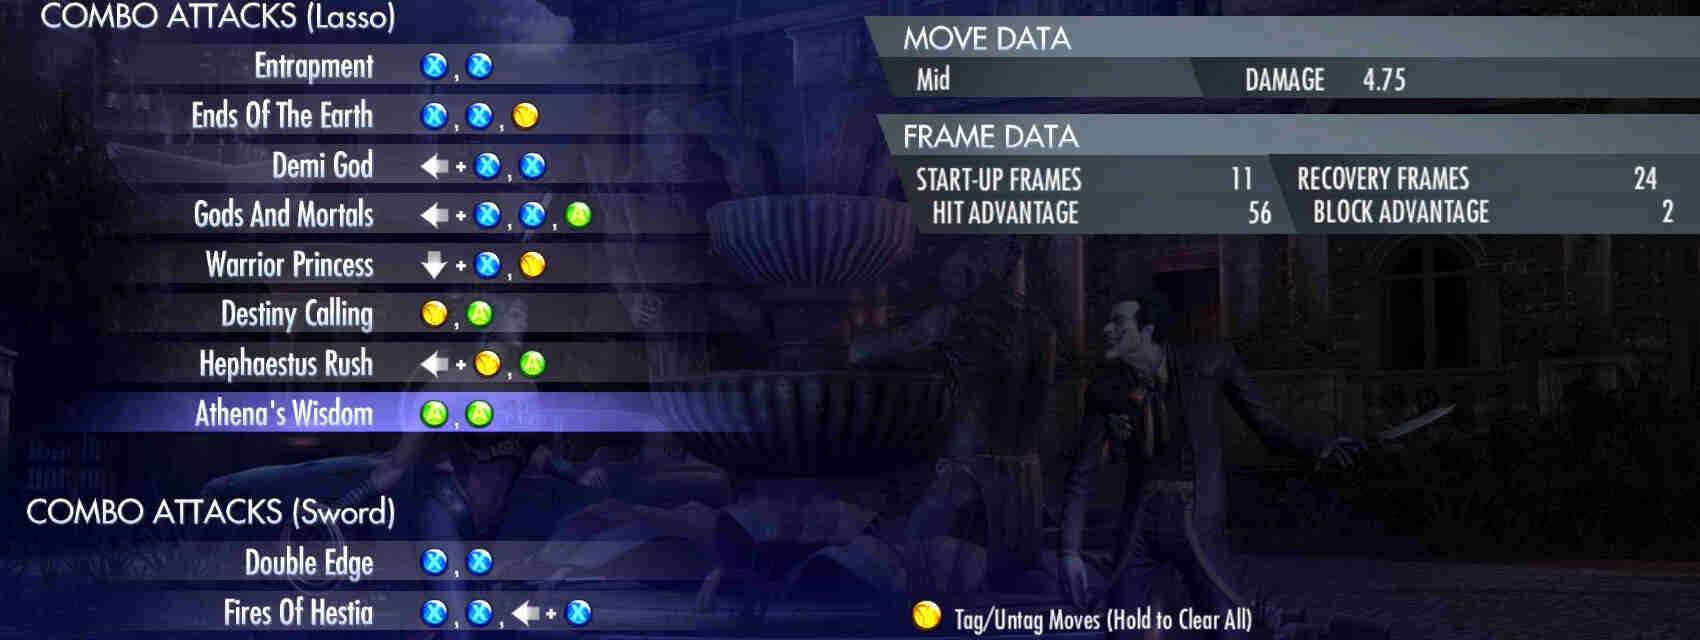 COMBO ATTACKS (Lasso)
Entrapment X, X
Ends Of The Earth X, X, Y
Demi God + X, X
Gods And Mortals + X, X, A
Warrior Princess + X, Y
Destiny Calling Y, A
Hephaestus Rush + Y, A
Athena's Wisdom A, A
COMBO ATTACKS (Sword)
Double Edge X, X
Fires Of Hestia X, X, + X
MOVE DATA
Mid DAMAGE 4.75
FRAME DATA
START-UP FRAMES 11 RECOVERY FRAMES 24
HIT ADVANTAGE 56 BLOCK ADVANTAGE 2
Y Tag/Untag Moves (Hold to Clear All)